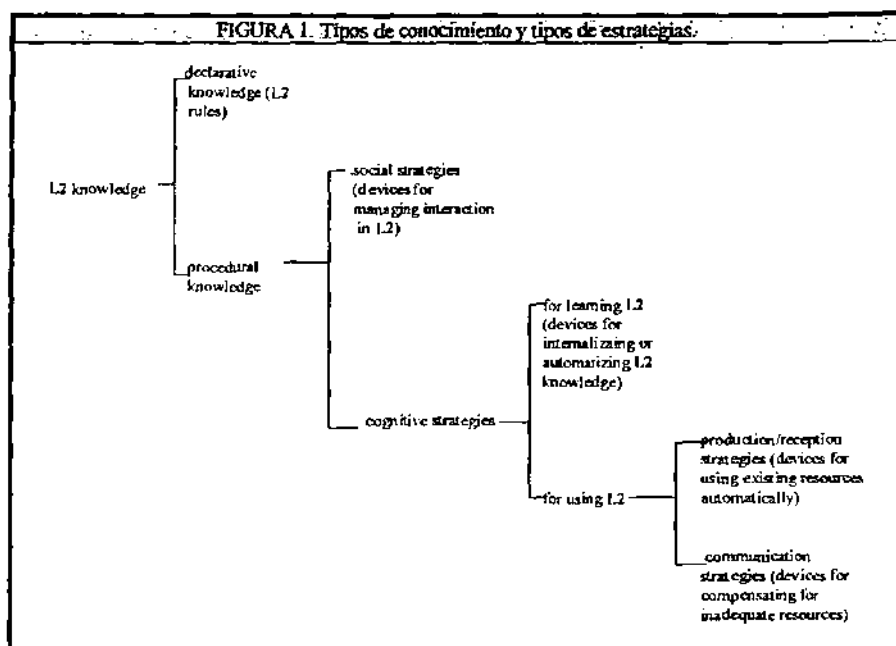 FIGURA 1. Tipos de conocimiento y tipos de estrategias.
declarative
knowledge (L2
rules)
L2 knowledge
procedural
knowledge
social strategies
(devices for
managing interaction
in L2)
cognitive strategies
for learning L2
(devices for
internalizaing or
automatizing L2
knowledge)
for using L2
production/reception
strategies (devices for
using existing resources
automatically)
communication
strategies (devices for
compensating for
inadequate resources)